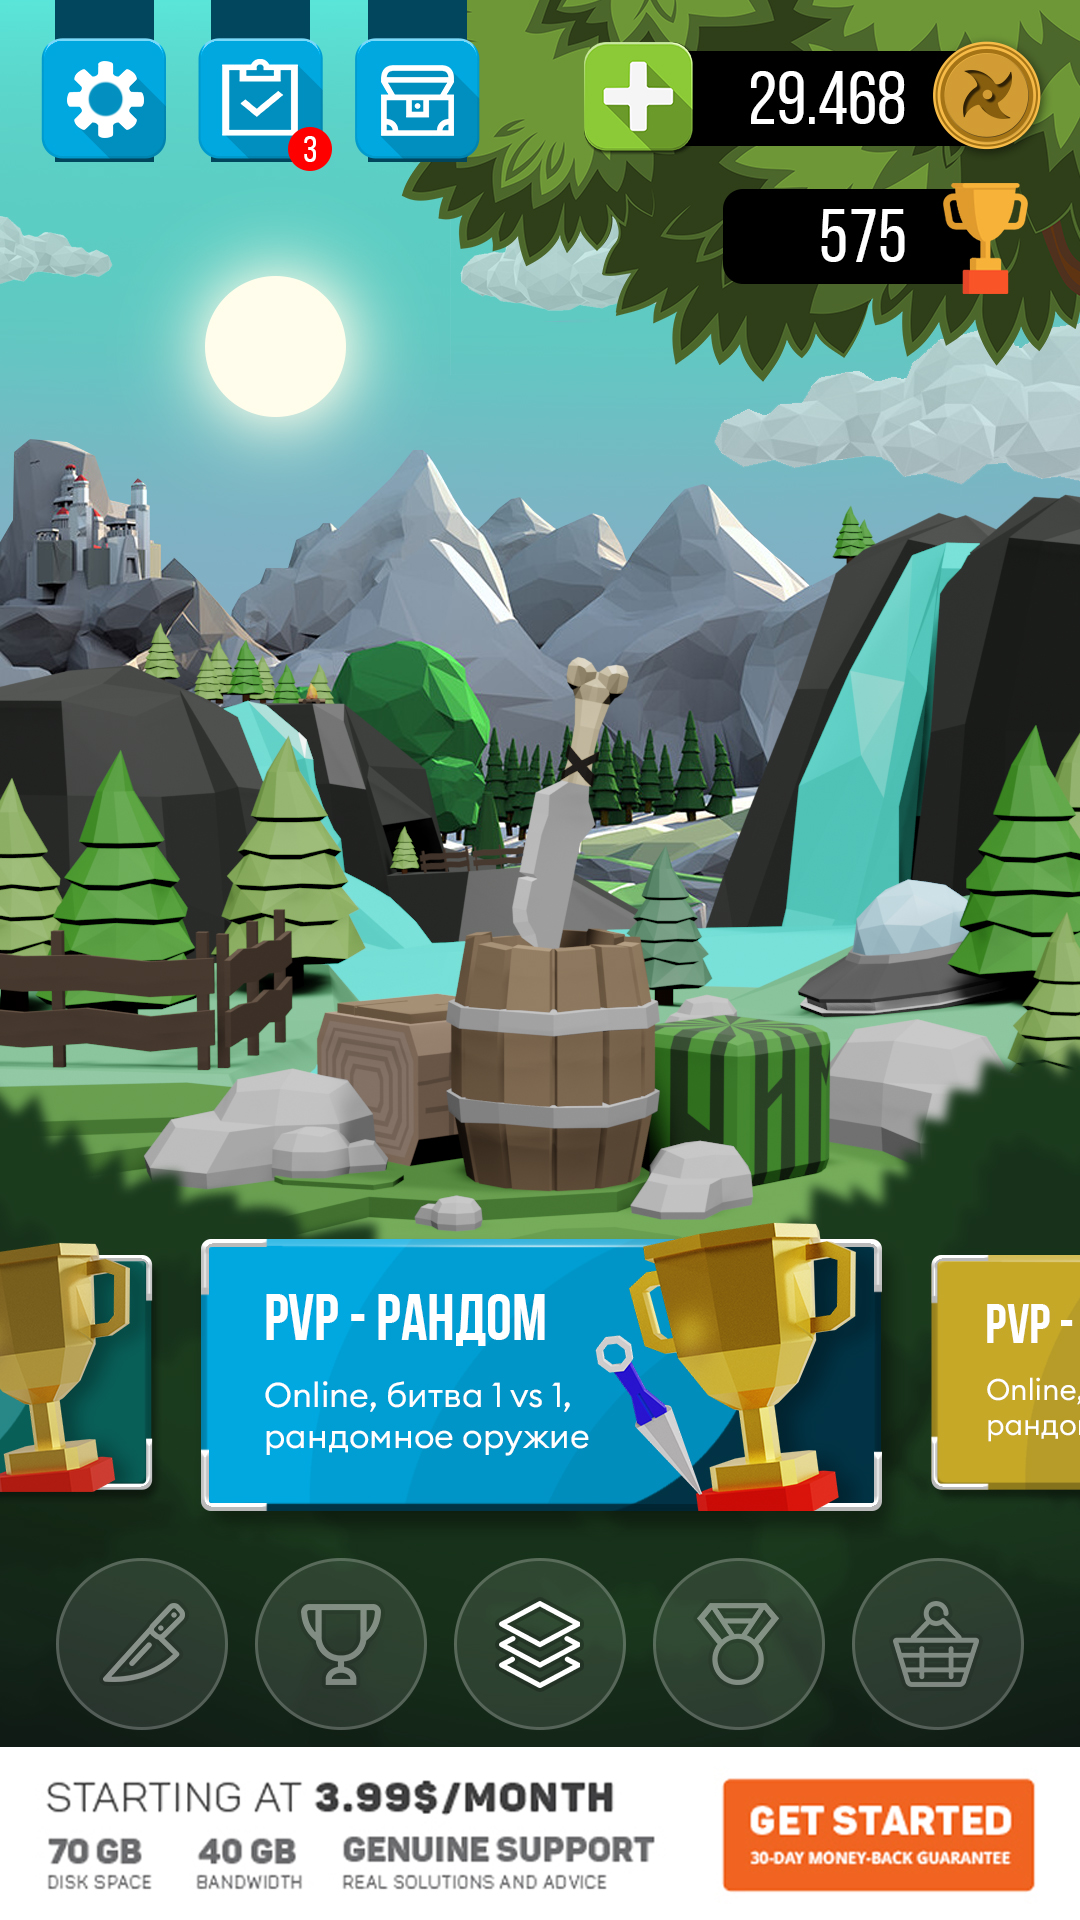 29.468
3
575
PVP - РАНДОМ
Online, битва 1 vs 1,
рандомное оружие
PVP -
Online,
STARTING AT 3.99$/MONTH
70 GB
DISK SPACE
40 GB
BANDWIDTH
GENUINE SUPPORT
REAL SOLUTIONS AND ADVICE
GET STARTED
30-DAY MONEY-BACK GUARANTEE